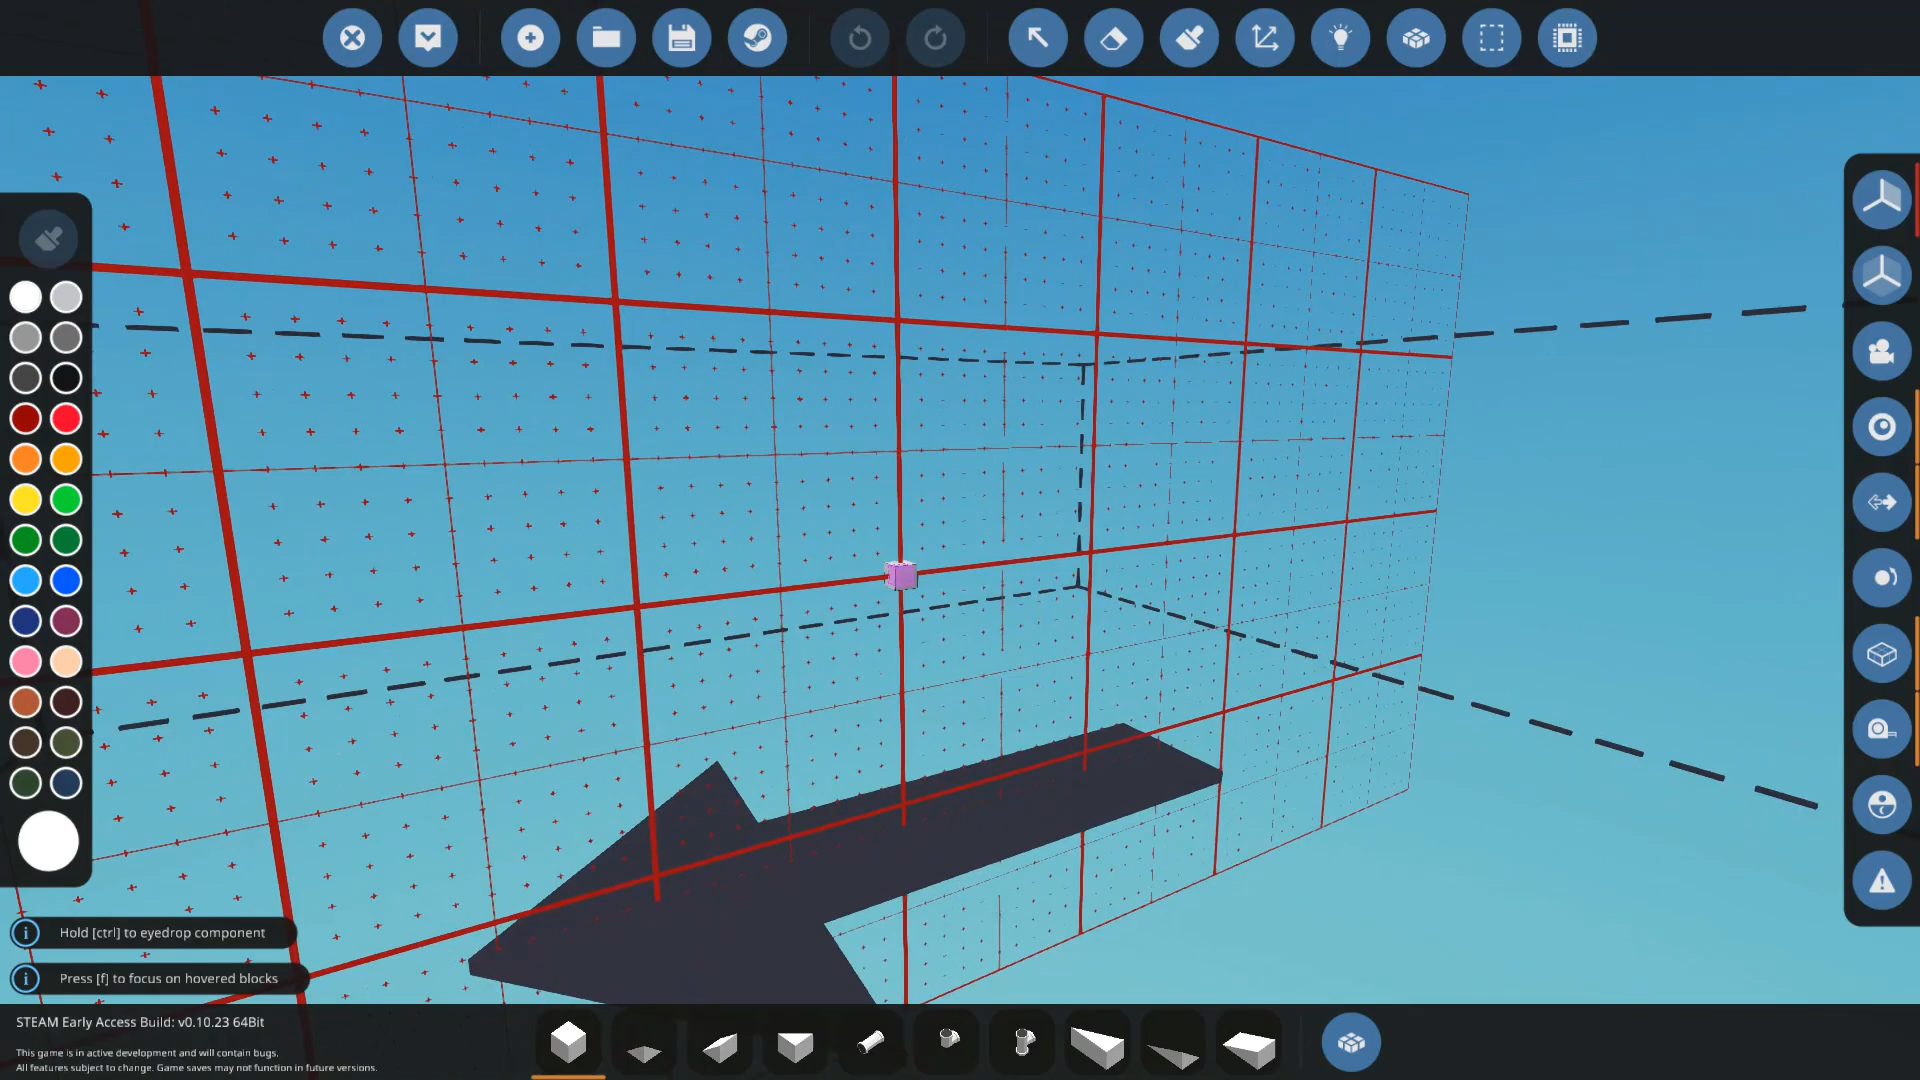 Hold [ctrl] to eyedrop component
Press [f] to focus on hovered blocks
STEAM Early Access Build: v0.10.23 64Bit
This game is in active development and will contain bugs.
All features subject to change. Game saves may not function in future versions.